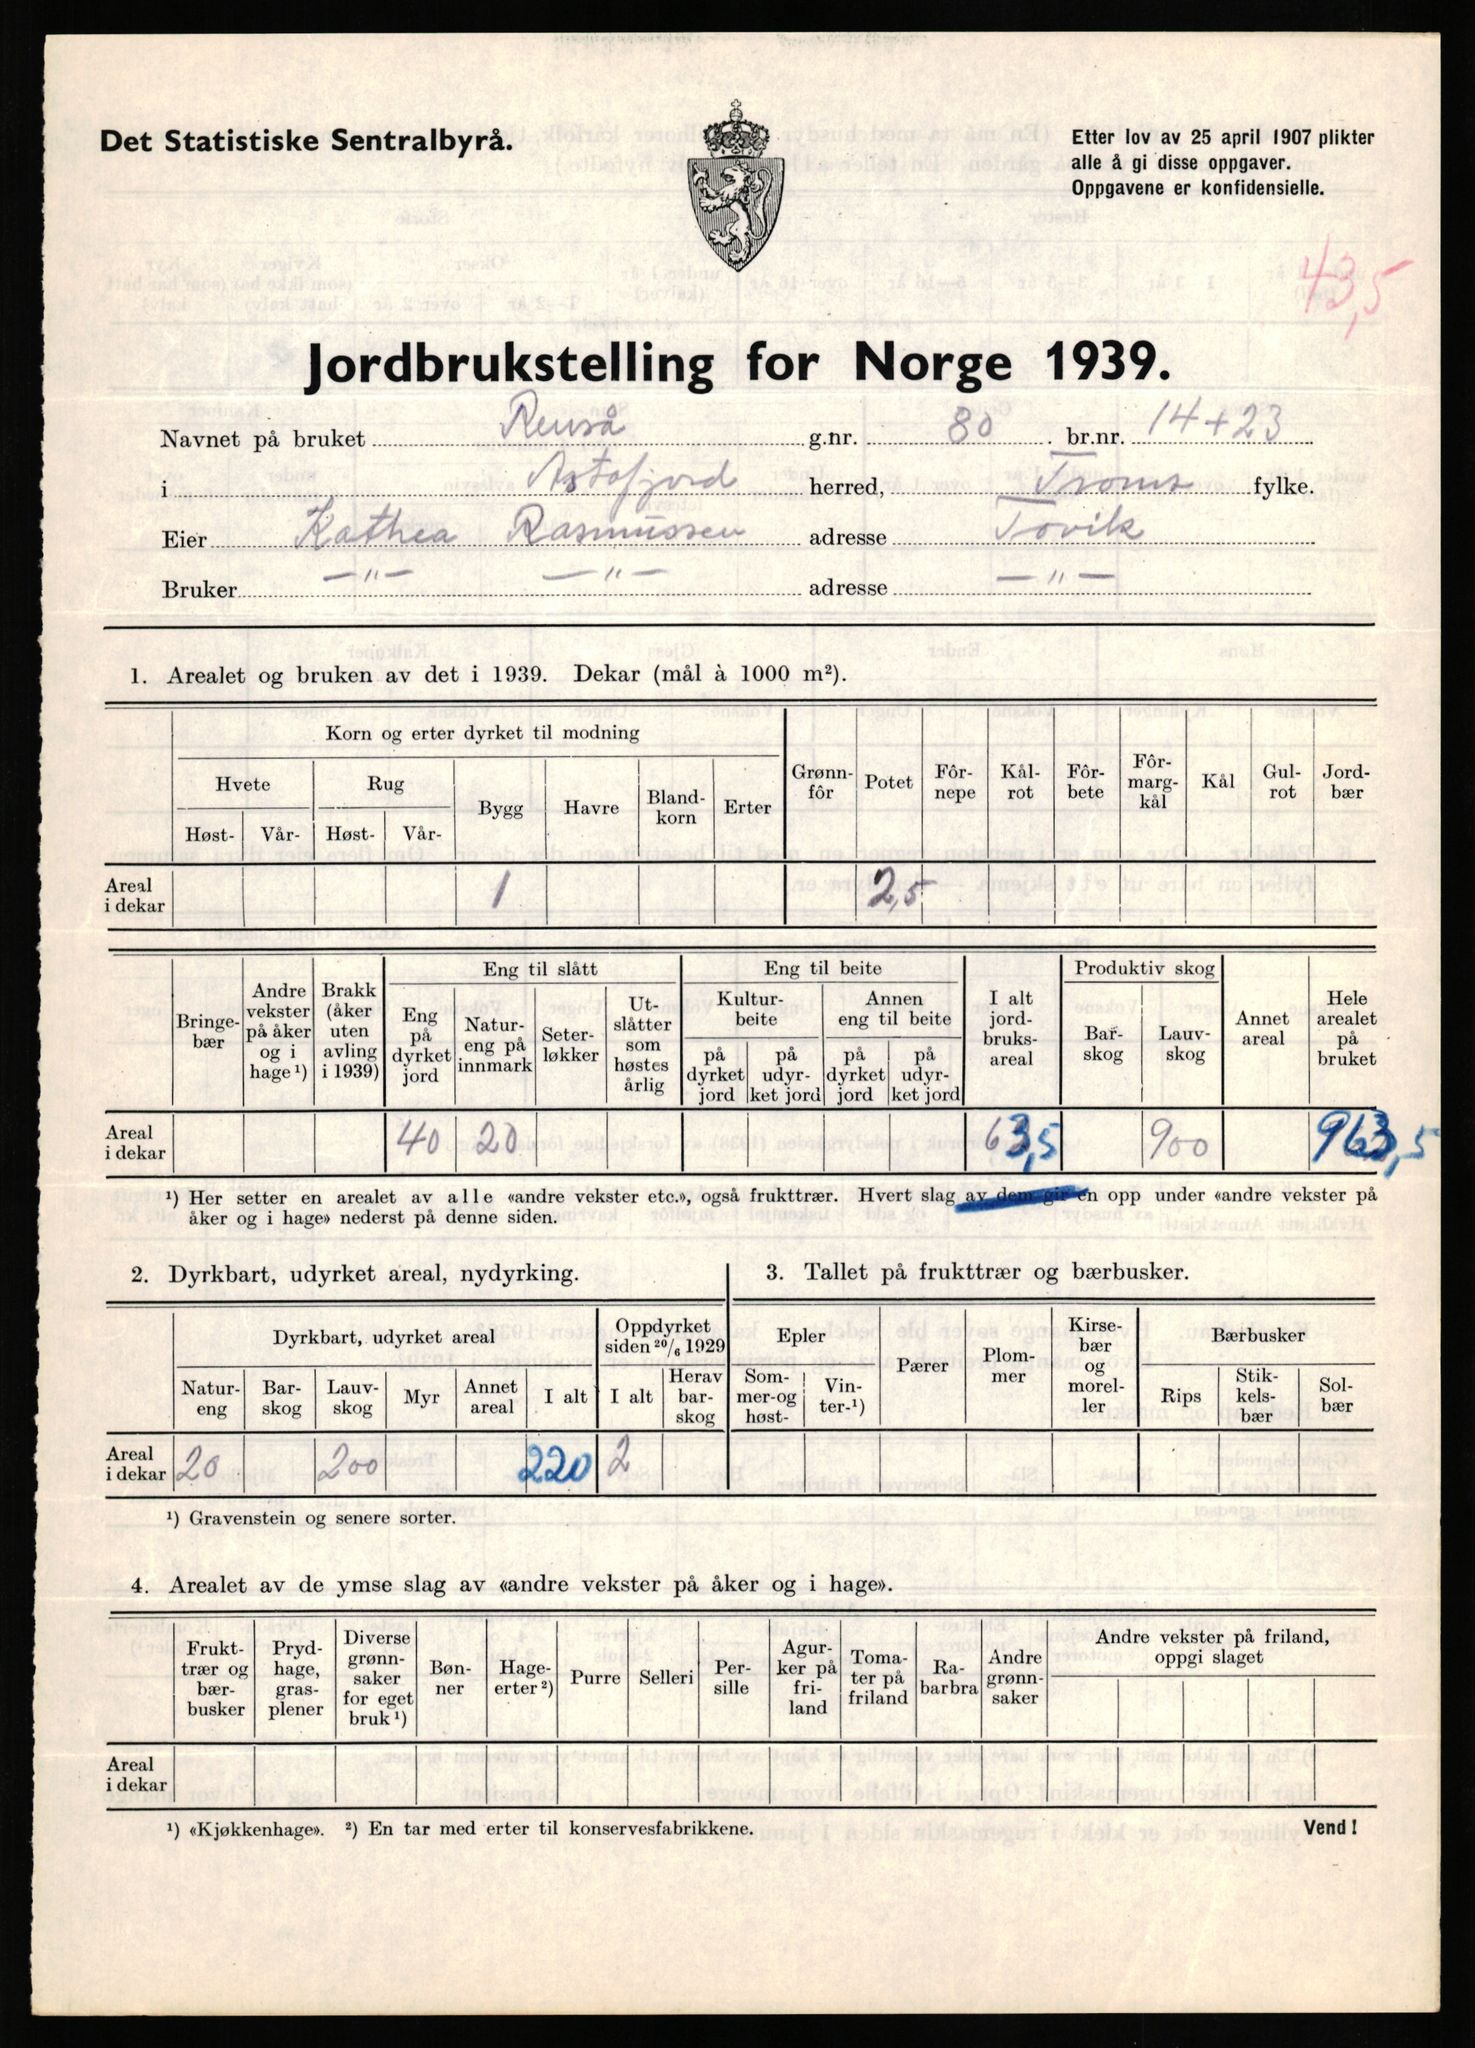 Det Statistiske Sentralbyrå.
Etter lov av 25 april 1907 plikter
alle å gi disse oppgaver.
Oppgavene er konfidensielle.
43,5
Jordbrukstelling for Norge 1939.
Navnet på bruket Renså g.nr. 80 br.nr. 14+23
i Astafjord herred, Troms fylke.
Eier Kathea Rasmussen adresse Tovik
Bruker —"— —"— adresse —"—
1. Arealet og bruken av det i 1939. Dekar (mål à 1000 m²).
Korn og erter dyrket til modning
Hvete Rug Bygg Havre Bland-korn Erter Grønn-fôr Potet Fôr-nepe Kål-rot Fôr-bete Fôr-marg-kål Kål Gul-rot Jord-bær
Høst- Vår- Høst- Vår-
Areal i dekar 1 2,5
Eng til slått Eng til beite Produktiv skog
Bringe-bær Andre vekster på åker og i hage¹) Brakk (åker uten avling i 1939) Eng på dyrket jord Natur-eng på innmark Seter-løkker Ut-slåtter som høstes årlig Kultur-beite Annen eng til beite I alt jord-bruks-areal Bar-skog Lauv-skog Annet areal Hele arealet på bruket
på dyrket jord på udyr-ket jord på dyrket jord på udyr-ket jord
Areal i dekar 40 20 63,5 900 963,5
¹) Her setter en arealet av alle «andre vekster etc.», også frukttrær. Hvert slag av dem gir en opp under «andre vekster på
åker og i hage» nederst på denne siden.
2. Dyrkbart, udyrket areal, nydyrking.
Dyrkbart, udyrket areal Oppdyrket siden 20/6 1929
Natur-eng Bar-skog Lauv-skog Myr Annet areal I alt I alt Herav bar-skog
Areal i dekar 20 200 220 2
¹) Gravenstein og senere sorter.
3. Tallet på frukttrær og bærbusker.
Epler Pærer Plom-mer Kirse-bær og morel-ler Bærbusker
Som-mer-og høst- Vin-ter-¹) Rips Stik-kels-bær Sol-bær
4. Arealet av de ymse slag av «andre vekster på åker og i hage».
Frukt-trær og bær-busker Pryd-hage, gras-plener Diverse grønn-saker for eget bruk¹) Bøn-ner Hage-erter²) Purre Selleri Per-sille Agur-ker på fri-land Toma-ter på friland Ra-barbra Andre grønn-saker Andre vekster på friland, oppgi slaget
Areal i dekar
¹) «Kjøkkenhage». ²) En tar med erter til konservesfabrikkene.
Vend!